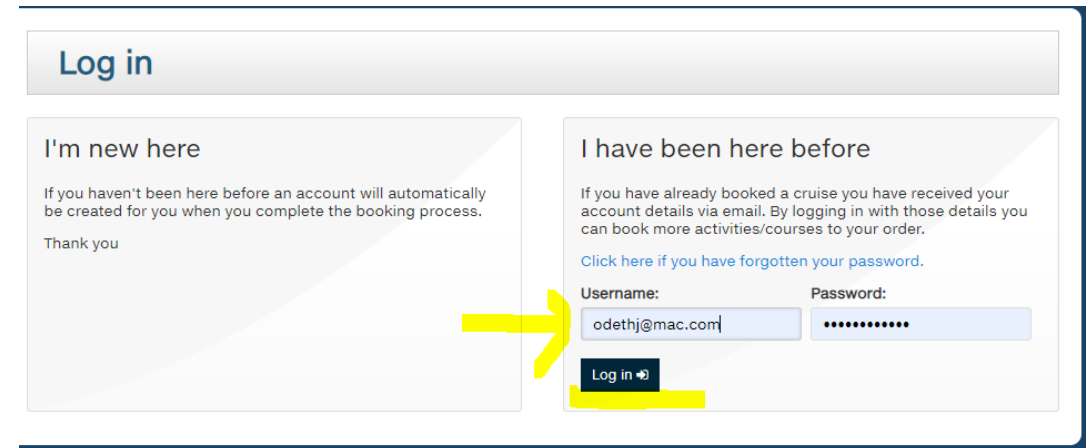 Log in
I'm new here
If you haven't been here before an account will automatically
be created for you when you complete the booking process.
Thank you
I have been here before
If you have already booked a cruise you have received your
account details via email. By logging in with those details you
can book more activities/courses to your order.
Click here if you have forgotten your password.
Username: Password:
odethj@mac.com ••••••••••••
Log in